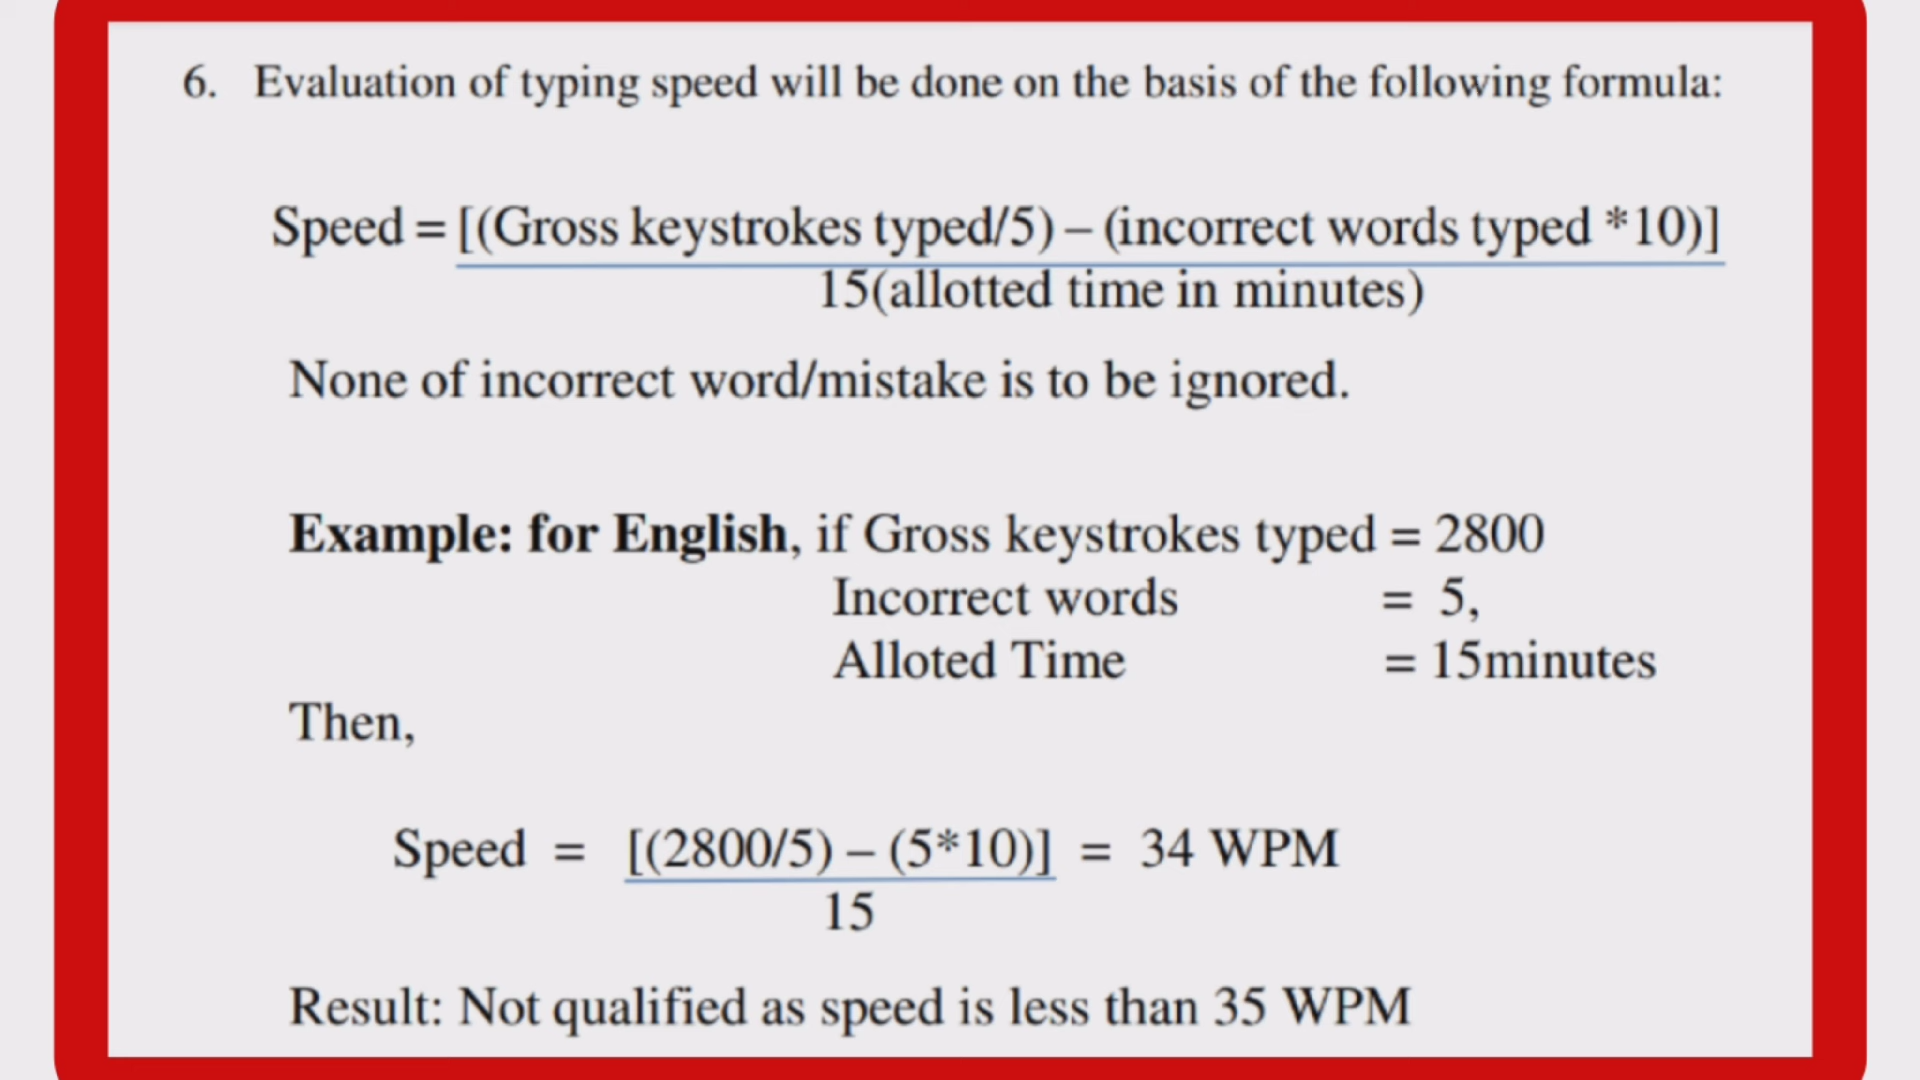 6. Evaluation of typing speed will be done on the basis of the following formula:
Speed = [(Gross keystrokes typed/5) – (incorrect words typed *10)]
15(allotted time in minutes)
None of incorrect word/mistake is to be ignored.
Example: for English, if Gross keystrokes typed = 2800
Incorrect words = 5,
Alloted Time = 15minutes
Then,
Speed = [(2800/5) – (5*10)] = 34 WPM
15
Result: Not qualified as speed is less than 35 WPM